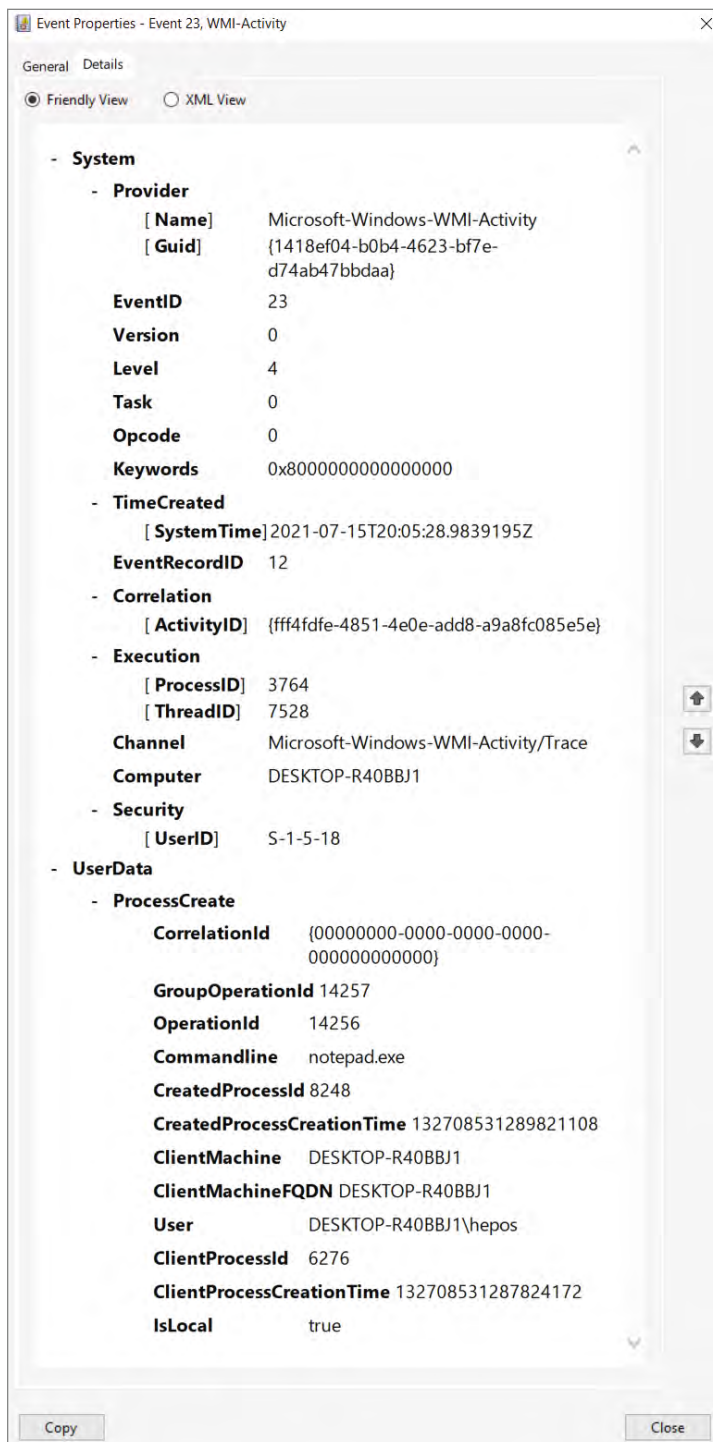 Event Properties - Event 23, WMI-Activity
General Details
Friendly View XML View
- System
- Provider
[ Name] Microsoft-Windows-WMI-Activity
[ Guid] {1418ef04-b0b4-4623-bf7e-
d74ab47bbdaa}
EventID 23
Version 0
Level 4
Task 0
Opcode 0
Keywords 0x8000000000000000
- TimeCreated
[ SystemTime] 2021-07-15T20:05:28.9839195Z
EventRecordID 12
- Correlation
[ ActivityID] {fff4fdfe-4851-4e0e-add8-a9a8fc085e5e}
- Execution
[ ProcessID] 3764
[ ThreadID] 7528
Channel Microsoft-Windows-WMI-Activity/Trace
Computer DESKTOP-R40BBJ1
- Security
[ UserID] S-1-5-18
- UserData
- ProcessCreate
CorrelationId {00000000-0000-0000-0000-
000000000000}
GroupOperationId 14257
OperationId 14256
Commandline notepad.exe
CreatedProcessId 8248
CreatedProcessCreationTime 132708531289821108
ClientMachine DESKTOP-R40BBJ1
ClientMachineFQDN DESKTOP-R40BBJ1
User DESKTOP-R40BBJ1\hepos
ClientProcessId 6276
ClientProcessCreationTime 132708531287824172
IsLocal true
Copy Close